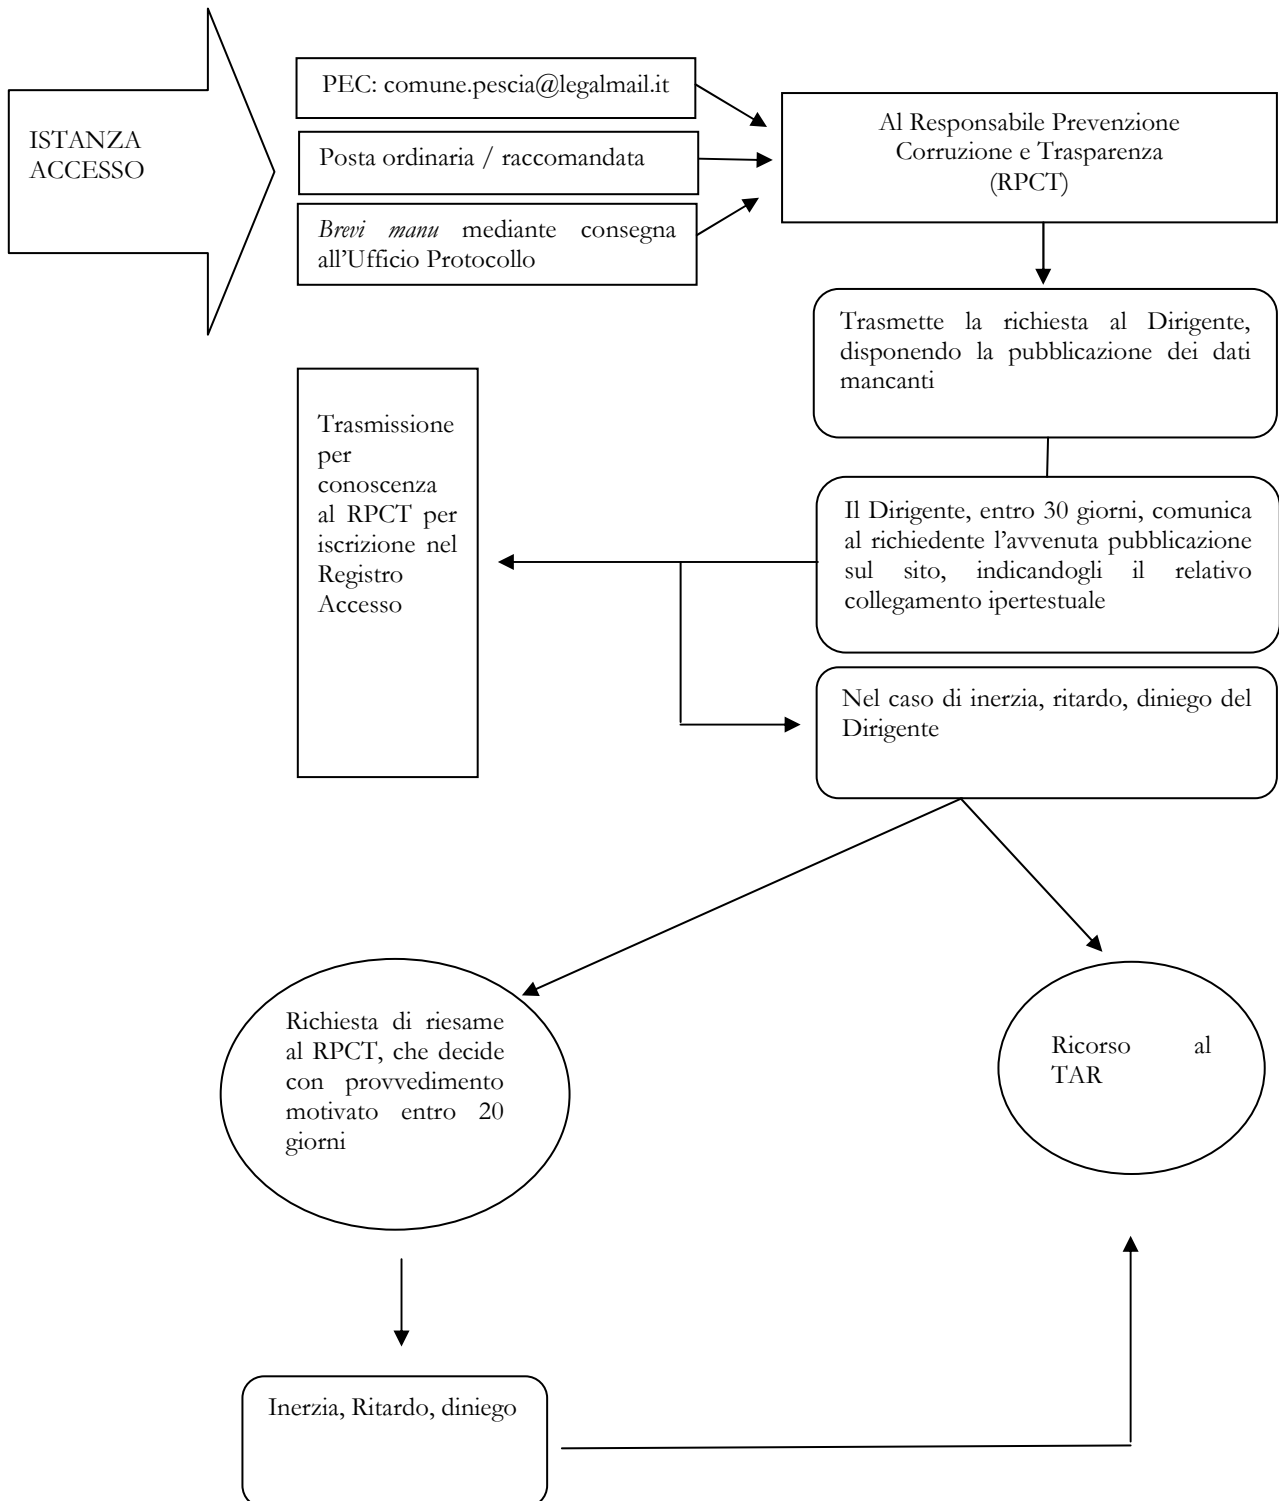 ISTANZA
ACCESSO
PEC: comune.pescia@legalmail.it
Posta ordinaria / raccomandata
Brevi manu mediante consegna
all’Ufficio Protocollo
Al Responsabile Prevenzione
Corruzione e Trasparenza
(RPCT)
Trasmette la richiesta al Dirigente,
disponendo la pubblicazione dei dati
mancanti
Trasmissione
per
conoscenza
al RPCT per
iscrizione nel
Registro
Accesso
Il Dirigente, entro 30 giorni, comunica
al richiedente l’avvenuta pubblicazione
sul sito, indicandogli il relativo
collegamento ipertestuale
Nel caso di inerzia, ritardo, diniego del
Dirigente
Richiesta di riesame
al RPCT, che decide
con provvedimento
motivato entro 20
giorni
Ricorso al
TAR
Inerzia, Ritardo, diniego